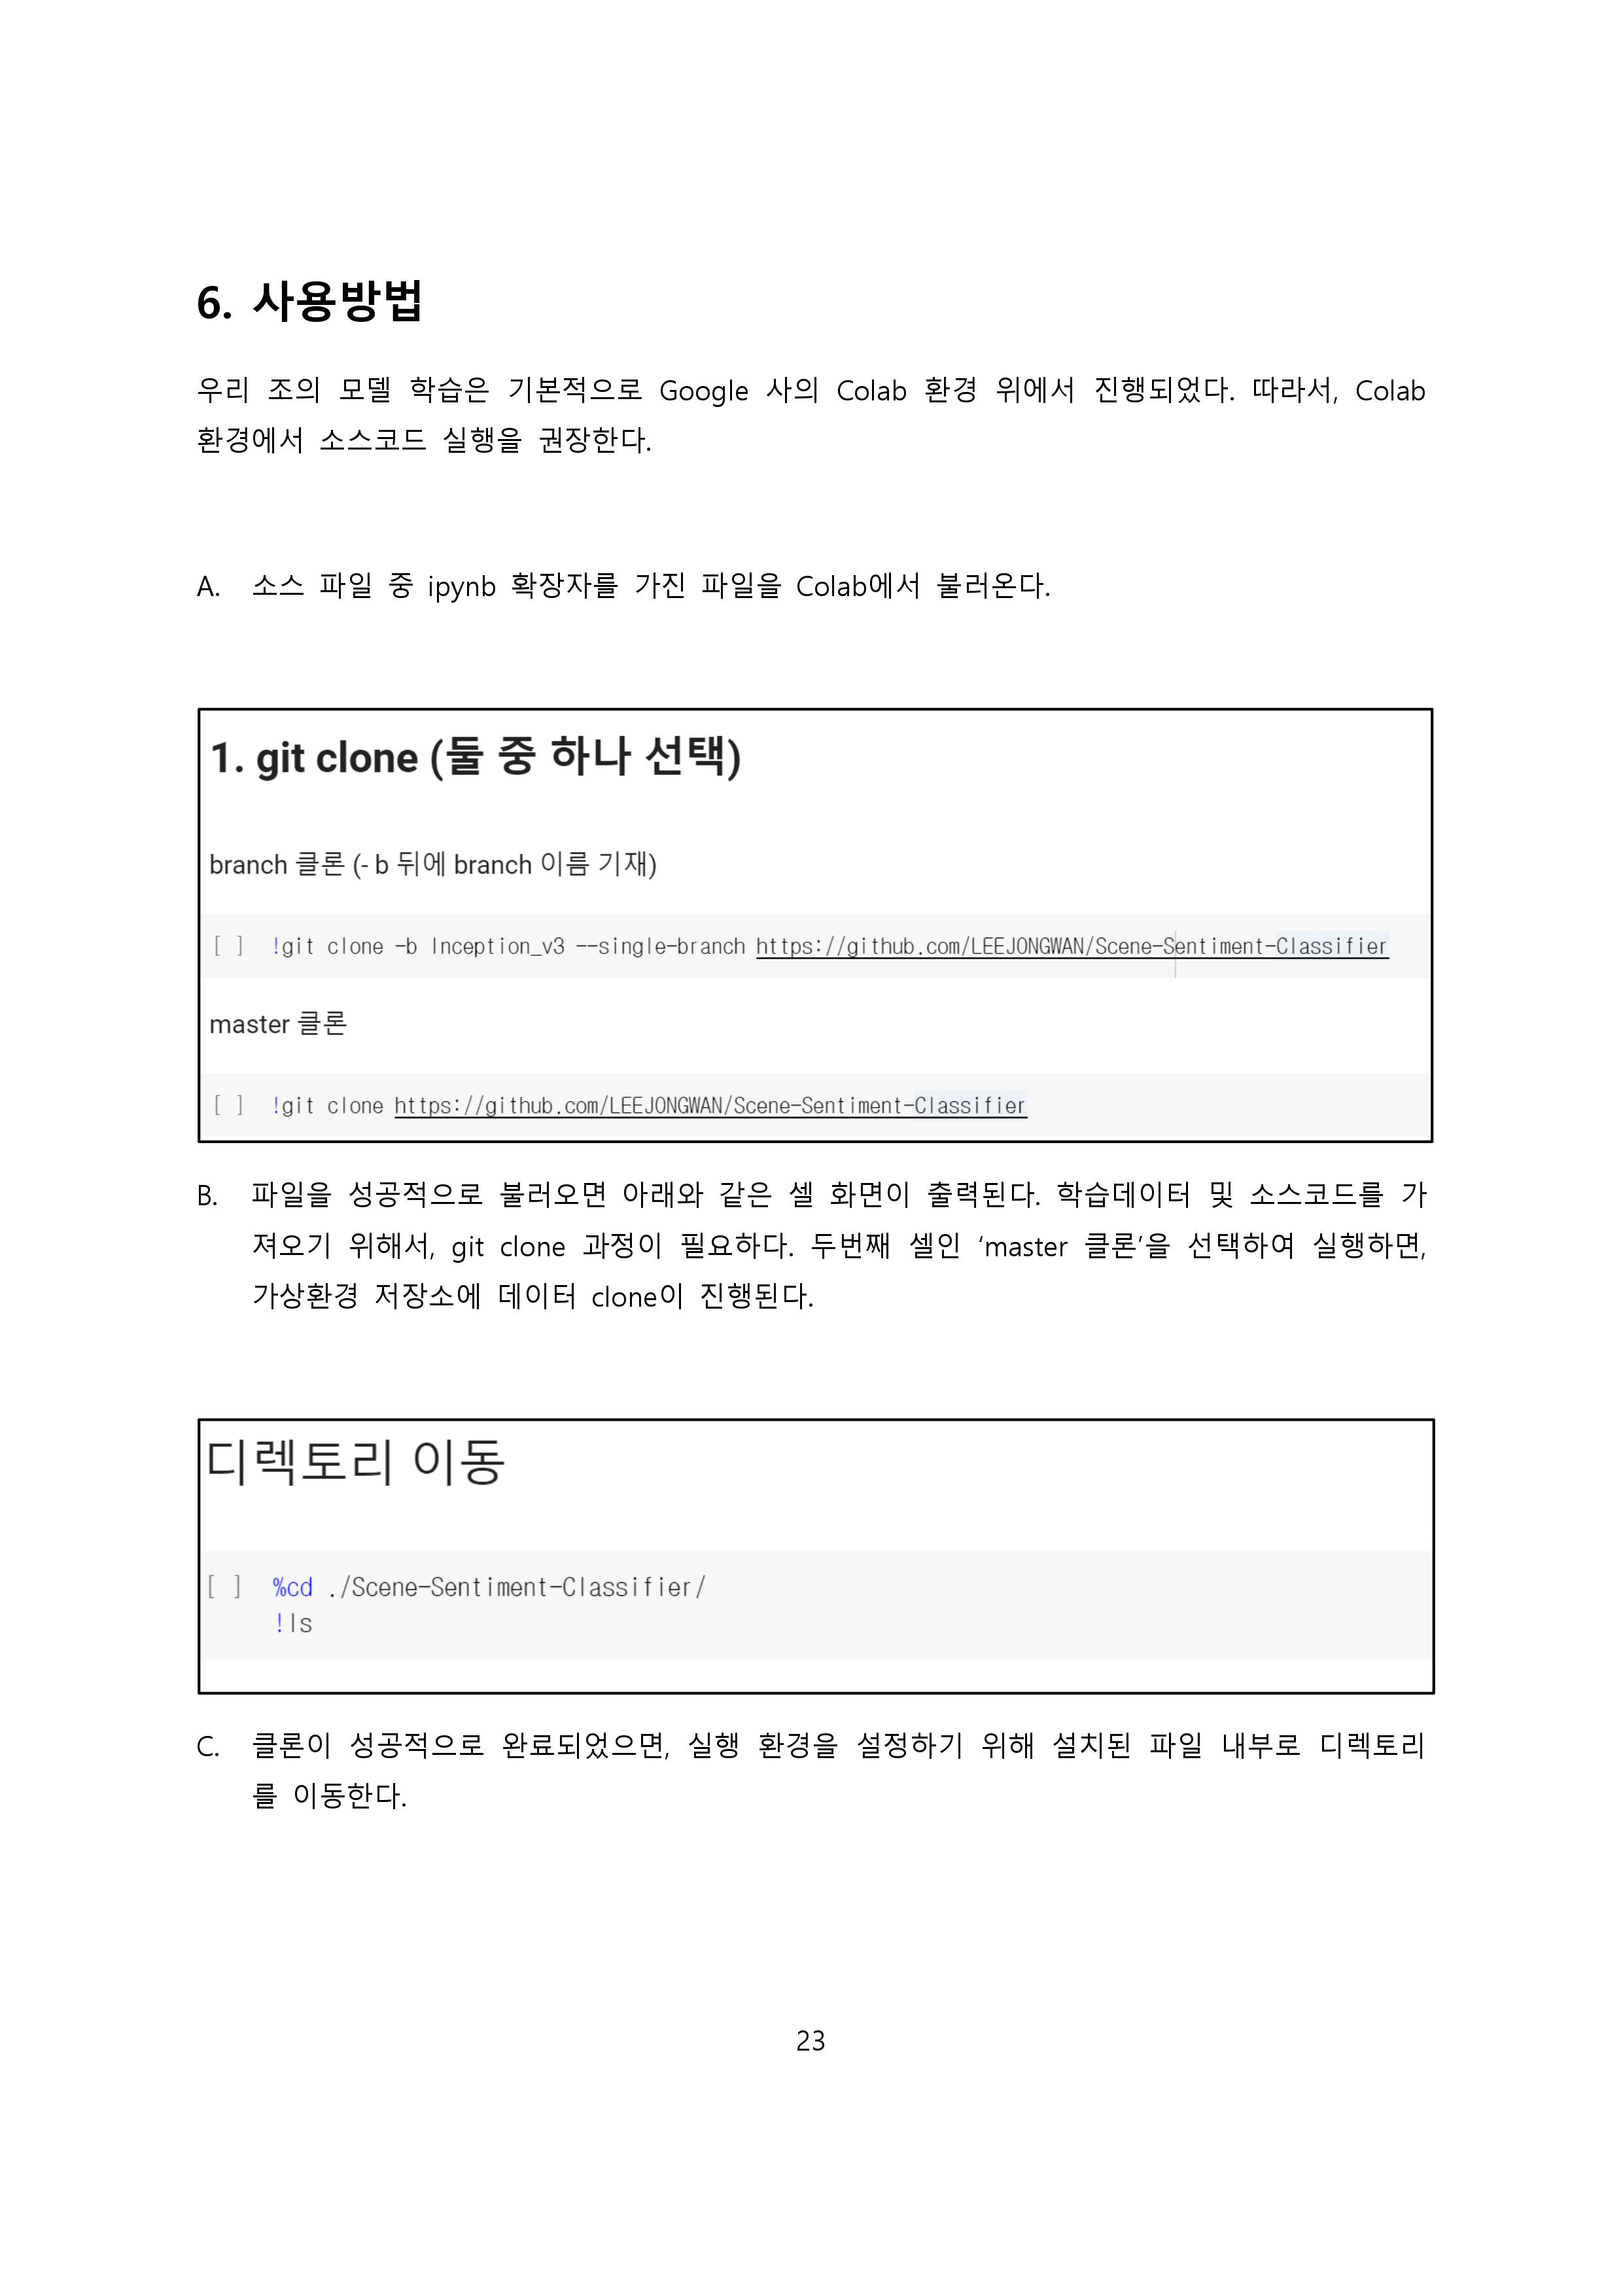 6. 사용방법
우리 조의 모델 학습은 기본적으로 Google 사의 Colab 환경 위에서 진행되었다. 따라서, Colab
환경에서 소스코드 실행을 권장한다.
A. 소스 파일 중 ipynb 확장자를 가진 파일을 Colab에서 불러온다.
1. git clone (둘 중 하나 선택)
branch 클론 (- b 뒤에 branch 이름 기재)
[ ] !git clone -b Inception_v3 --single-branch https://github.com/LEEJONGWAN/Scene-Sentiment-Classifier
master 클론
[ ] !git clone https://github.com/LEEJONGWAN/Scene-Sentiment-Classifier
B. 파일을 성공적으로 불러오면 아래와 같은 셀 화면이 출력된다. 학습데이터 및 소스코드를 가
져오기 위해서, git clone 과정이 필요하다. 두번째 셀인 ‘master 클론’을 선택하여 실행하면,
가상환경 저장소에 데이터 clone이 진행된다.
디렉토리 이동
[ ] %cd ./Scene-Sentiment-Classifier/
!ls
C. 클론이 성공적으로 완료되었으면, 실행 환경을 설정하기 위해 설치된 파일 내부로 디렉토리
를 이동한다.
23